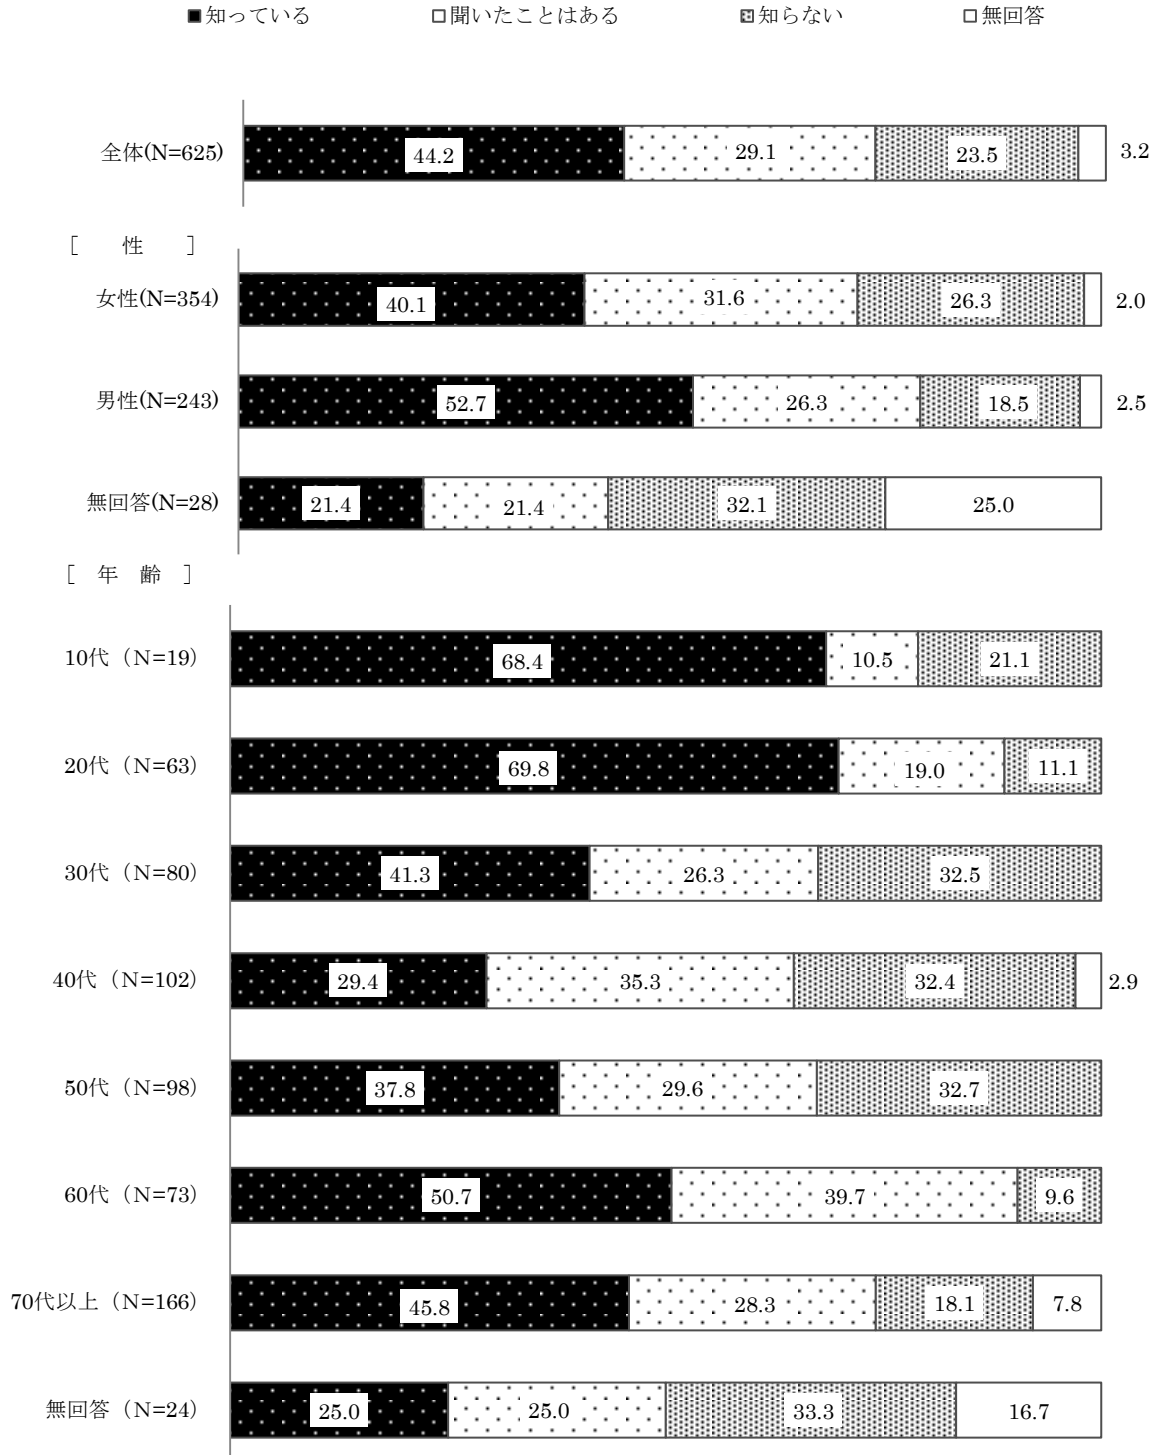 ■知っている □聞いたことはある 知らない □無回答
全体(N=625) 44.2 29.1 23.5 3.2
[ 性 ]
女性(N=354) 40.1 31.6 26.3 2.0
男性(N=243) 52.7 26.3 18.5 2.5
無回答(N=28) 21.4 21.4 32.1 25.0
[ 年 齢 ]
10代（N=19） 68.4 10.5 21.1
20代（N=63） 69.8 19.0 11.1
30代（N=80） 41.3 26.3 32.5
40代（N=102） 29.4 35.3 32.4 2.9
50代（N=98） 37.8 29.6 32.7
60代（N=73） 50.7 39.7 9.6
70代以上（N=166） 45.8 28.3 18.1 7.8
無回答（N=24） 25.0 25.0 33.3 16.7